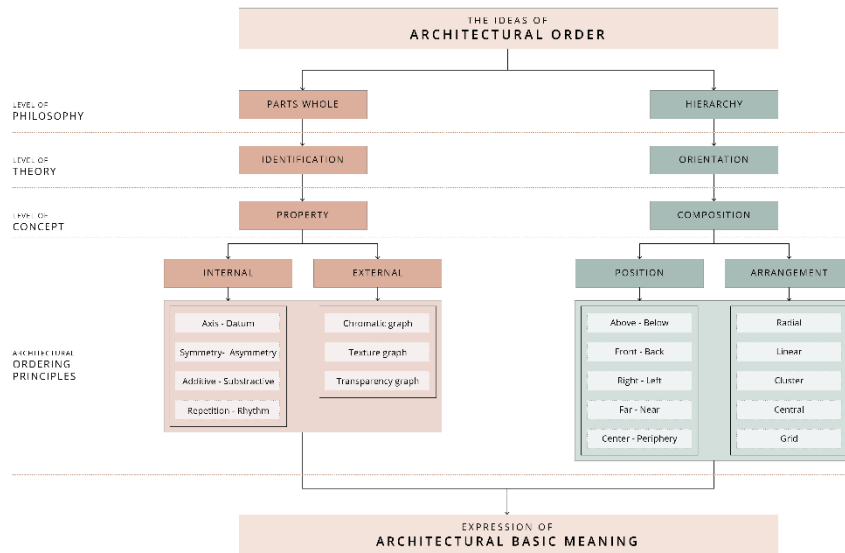 THE IDEAS OF
ARCHITECTURAL ORDER
LEVEL OF
PHILOSOPHY
PARTS WHOLE
HIERARCHY
LEVEL OF
THEORY
IDENTIFICATION
ORIENTATION
LEVEL OF
CONCEPT
PROPERTY
COMPOSITION
INTERNAL
EXTERNAL
POSITION
ARRANGEMENT
ARCHITECTURAL
ORDERING
PRINCIPLES
Axis - Datum
Symmetry- Asymmetry
Additive - Substractive
Repetition - Rhythm
Chromatic graph
Texture graph
Transparency graph
Above - Below
Front - Back
Right - Left
Far - Near
Center - Periphery
Radial
Linear
Cluster
Central
Grid
EXPRESSION OF
ARCHITECTURAL BASIC MEANING